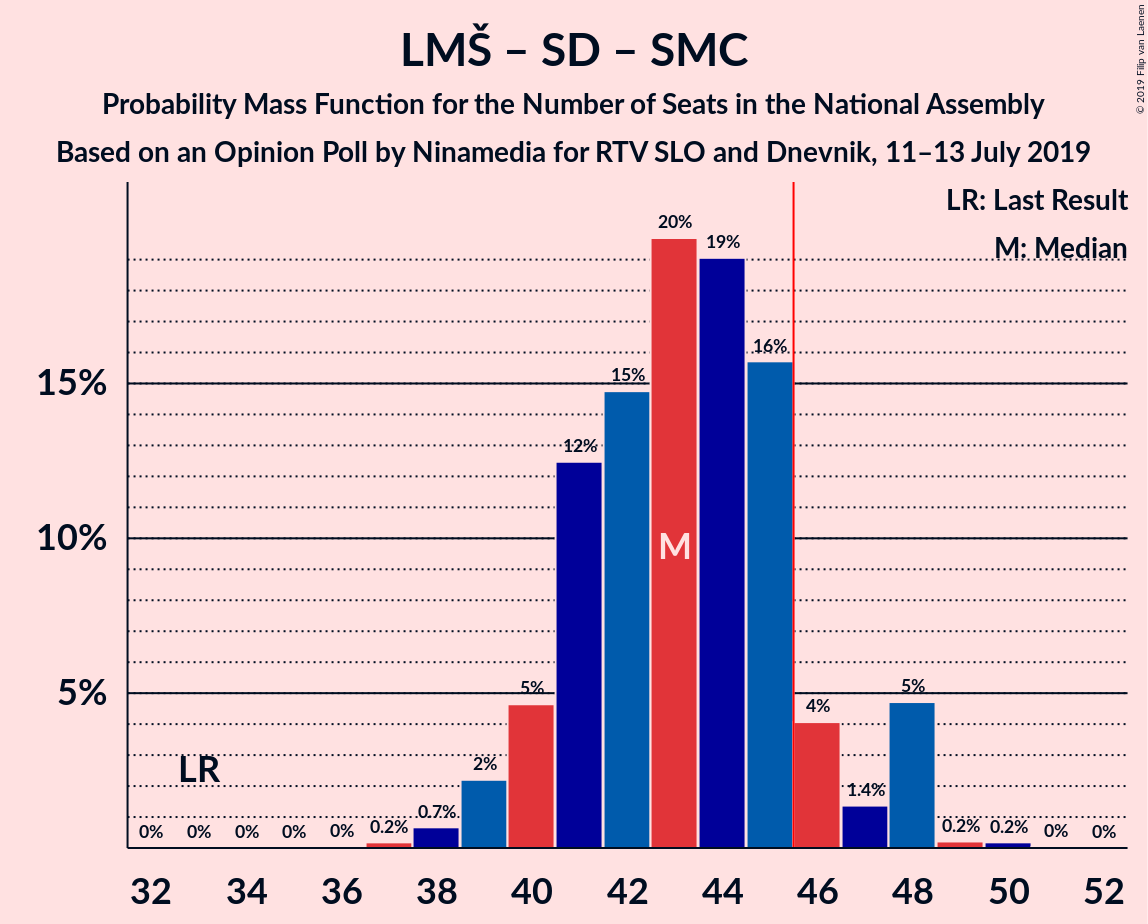 LMŠ – SD – SMC
Probability Mass Function for the Number of Seats in the National Assembly
Based on an Opinion Poll by Ninamedia for RTV SLO and Dnevnik, 11–13 July 2019
© 2019 Filip van Laenen
LR: Last Result
M: Median
20%
19%
16%
15%
15%
12%
10%
M
5%
5%
5%
4%
LR
2%
1.4%
0% 0% 0% 0% 0% 0.2% 0.7% 0.2% 0.2% 0% 0%
32 34 36 38 40 42 44 46 48 50 52